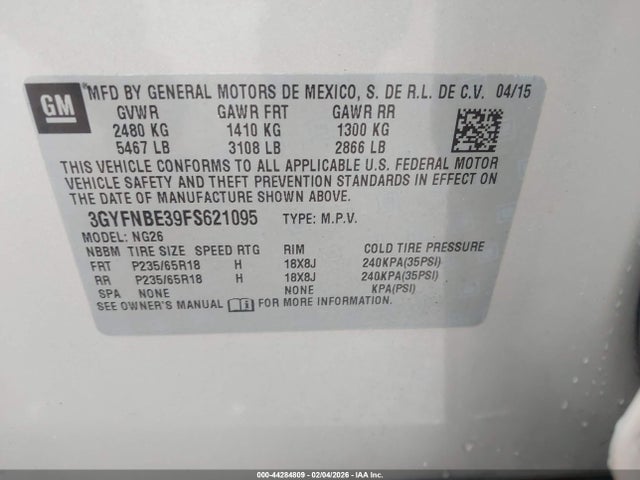 GM
MFD BY GENERAL MOTORS DE MEXICO, S. DE R.L. DE C.V. 04/15
GVWR GAWR FRT GAWR RR
2480 KG 1410 KG 1300 KG
5467 LB 3108 LB 2866 LB
THIS VEHICLE CONFORMS TO ALL APPLICABLE U.S. FEDERAL MOTOR
VEHICLE SAFETY AND THEFT PREVENTION STANDARDS IN EFFECT ON
THE DATE OF MANUFACTURE SHOWN ABOVE.
3GYFNBE39FS621095 TYPE: M.P.V.
MODEL: NG26
NBBM TIRE SIZE SPEED RTG RIM COLD TIRE PRESSURE
FRT P235/65R18 H 18X8J 240KPA(35PSI)
RR P235/65R18 H 18X8J 240KPA(35PSI)
SPA NONE NONE KPA(PSI)
SEE OWNER'S MANUAL FOR MORE INFORMATION.
000-44284809 - 02/04/2026 - IAA Inc.